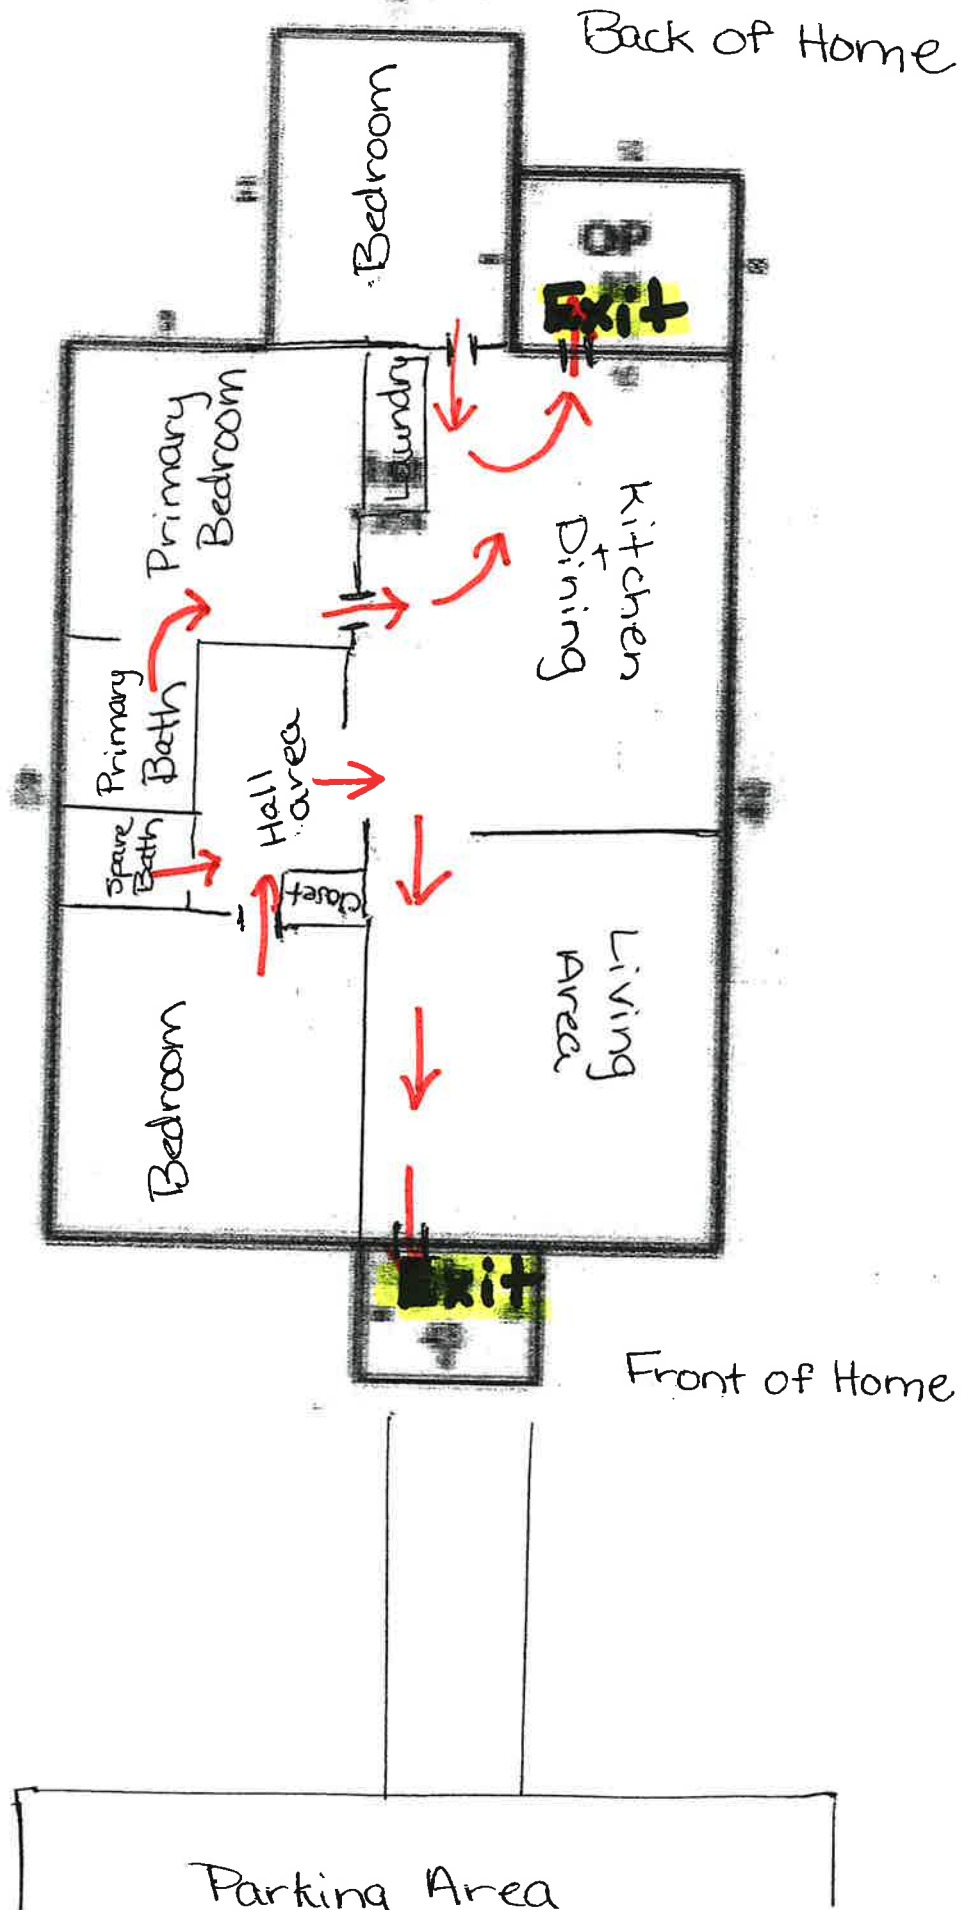 Back of Home
Bedroom
OP
Exit
Laundry
Primary
Bedroom
Kitchen
+
Dining
Primary
Bath
Hall
area
Spare
Bath
Closet
Living
Area
Bedroom
Exit
Front of Home
Parking Area